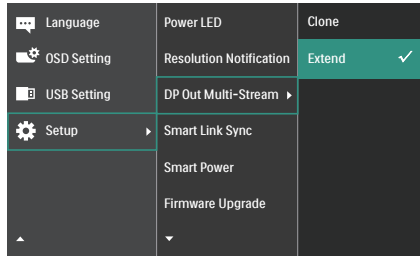 Language
OSD Setting
USB Setting
Setup
Power LED
Resolution Notification
DP Out Multi-Stream
Smart Link Sync
Smart Power
Firmware Upgrade
Clone
Extend